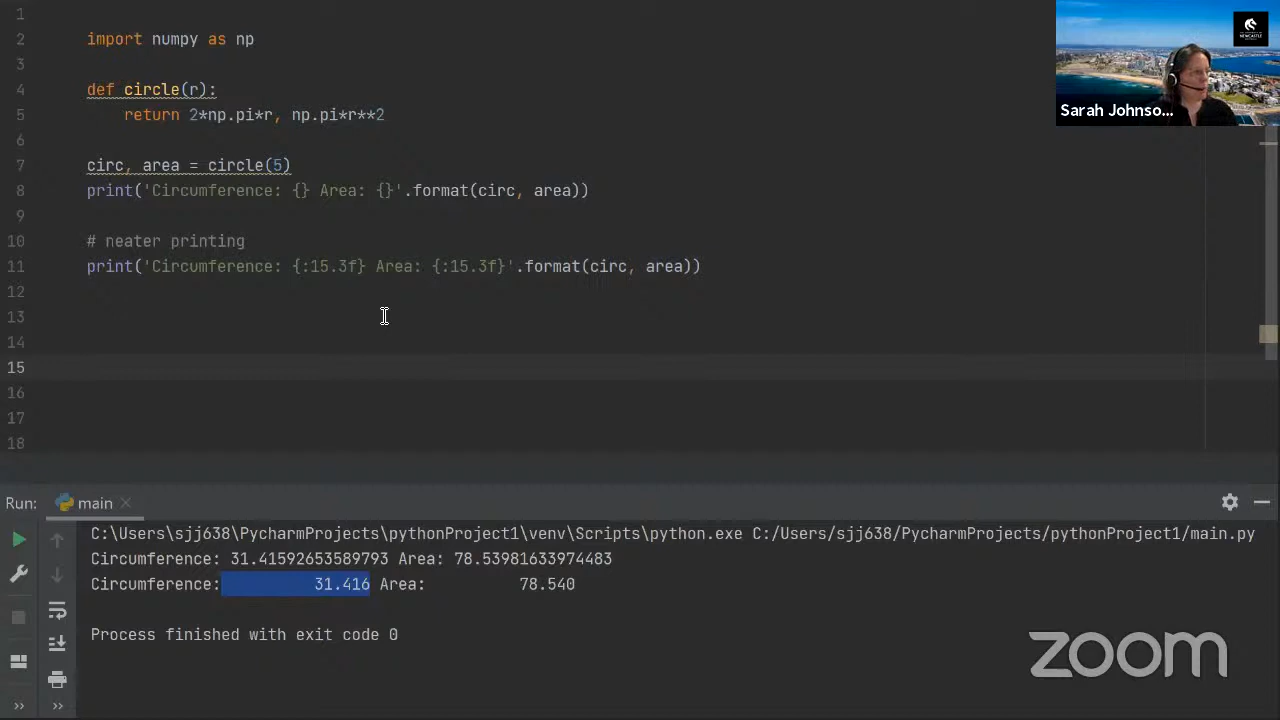 1
2 import numpy as np
3
4 def circle(r):
5 return 2*np.pi*r, np.pi*r**2
6
7 circ, area = circle(5)
8 print('Circumference: {} Area: {}'.format(circ, area))
9
10 # neater printing
11 print('Circumference: {:15.3f} Area: {:15.3f}'.format(circ, area))
12
13
14
15
16
17
18
NEWCASTLE
Sarah Johnso...
Run: main
C:\Users\sjj638\PycharmProjects\pythonProject1\venv\Scripts\python.exe C:/Users/sjj638/PycharmProjects/pythonProject1/main.py
Circumference: 31.41592653589793 Area: 78.53981633974483
Circumference:          31.416 Area:          78.540
Process finished with exit code 0
zoom